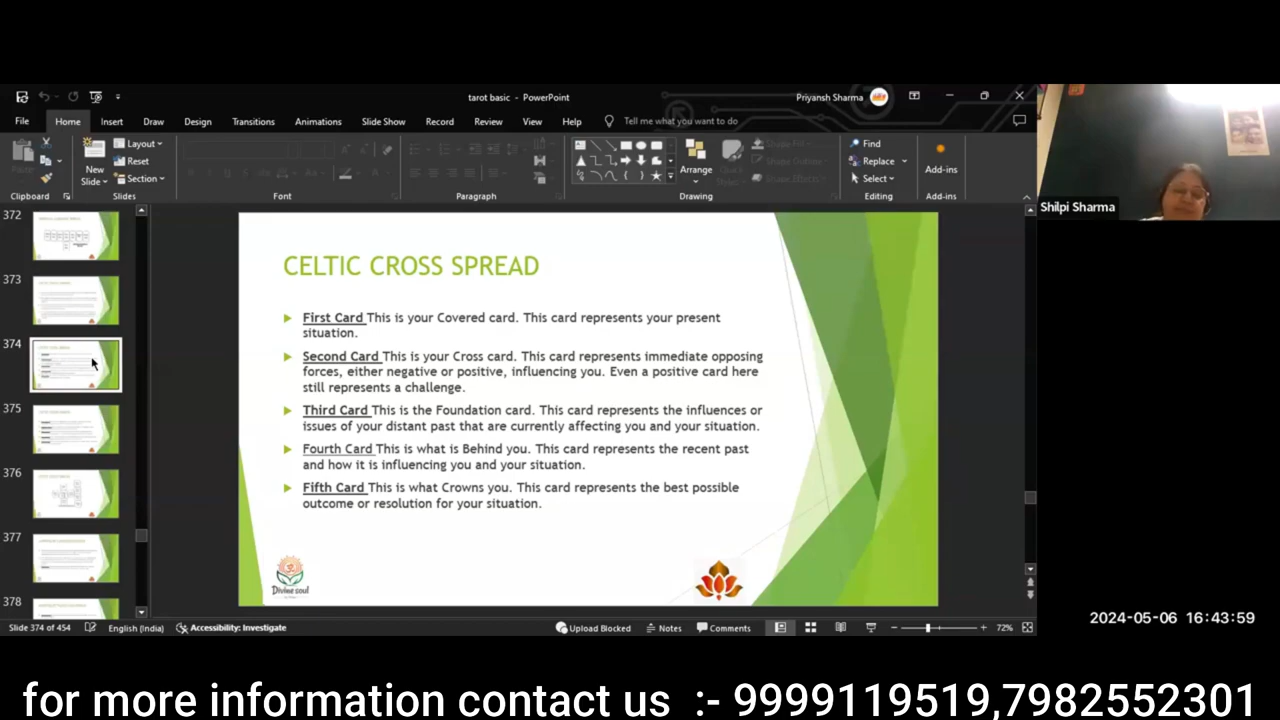 tarot basic - PowerPoint
Priyansh Sharma
File Home Insert Draw Design Transitions Animations Slide Show Record Review View Help Tell me what you want to do
Paste
New Slide
Layout
Reset
Section
Arrange
Quick Styles
Shape Fill
Shape Outline
Shape Effects
Find
Replace
Select
Add-ins
Clipboard Slides Font Paragraph Drawing Editing Add-ins
Shilpi Sharma
372
373
374
375
376
377
378
CELTIC CROSS SPREAD
First Card This is your Covered card. This card represents your present
situation.
Second Card This is your Cross card. This card represents immediate opposing
forces, either negative or positive, influencing you. Even a positive card here
still represents a challenge.
Third Card This is the Foundation card. This card represents the influences or
issues of your distant past that are currently affecting you and your situation.
Fourth Card This is what is Behind you. This card represents the recent past
and how it is influencing you and your situation.
Fifth Card This is what Crowns you. This card represents the best possible
outcome or resolution for your situation.
Divine soul
Slide 374 of 454 English (India) Accessibility: Investigate Upload Blocked Notes Comments 72%
2024-05-06 16:43:59
for more information contact us :- 9999119519,7982552301